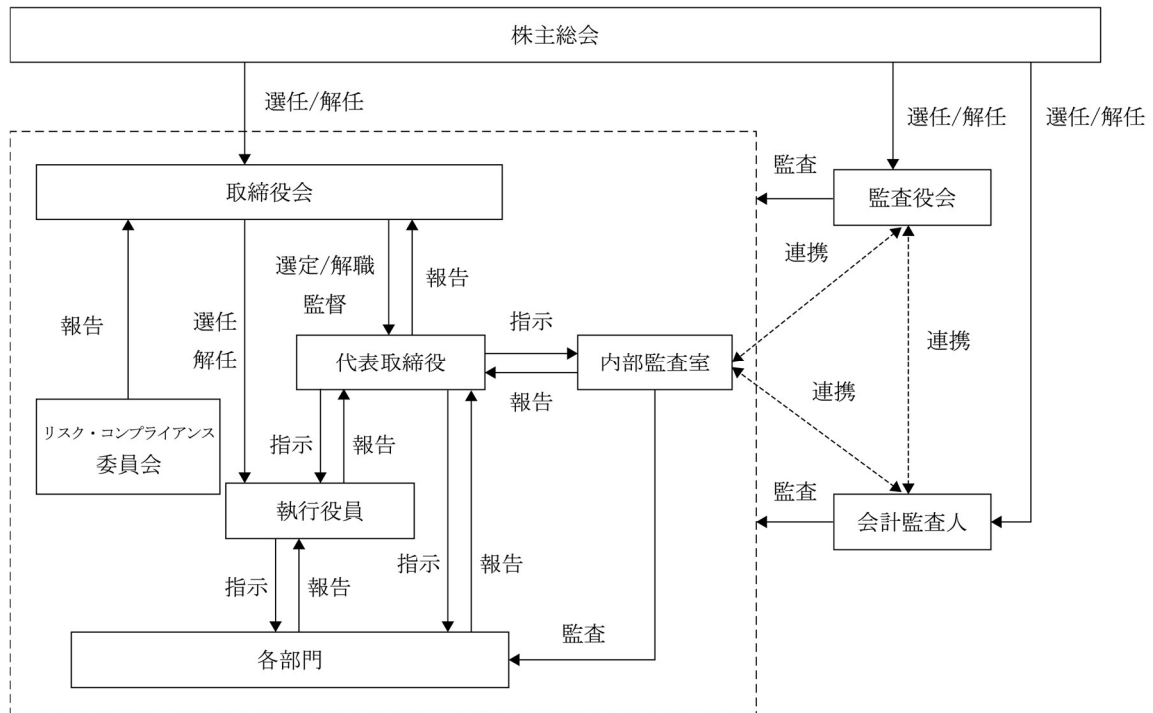 株主総会
選任/解任
選任/解任
選任/解任
取締役会
監査
監査役会
選定/解職
監督
報告
連携
報告
選任
解任
指示
代表取締役
内部監査室
連携
報告
連携
リスク・コンプライアンス
委員会
指示
報告
執行役員
監査
会計監査人
指示
報告
指示
報告
監査
各部門